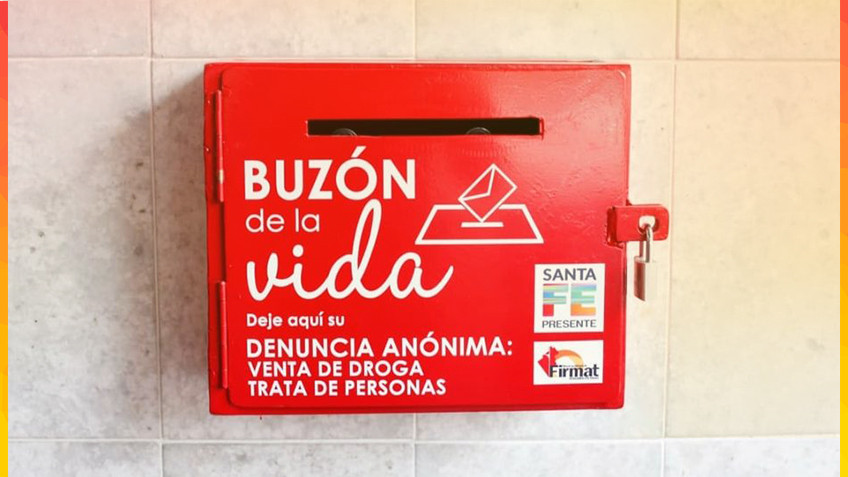 BUZÓN
de la
vida
Deje aquí su
DENUNCIA ANÓNIMA:
VENTA DE DROGA
TRATA DE PERSONAS
SANTA
FE
PRESENTE
Firmat